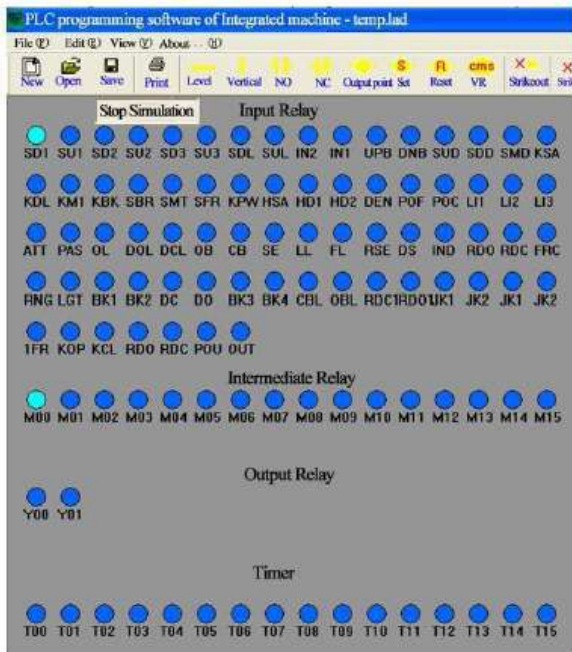 PLC programming software of Integrated machine - temp.lad
File (F) Edit (E) View (V) About ·· (H)
New Open Save Print Level Vertical NO NC Output point Set Reset VR Strikeout
S R cms
Stop Simulation Input Relay
SD1 SU1 SD2 SU2 SD3 SU3 SDL SUL IN2 IN1 UPB DNB SUD SDD SMD KSA
KDL KM1 KBK SBR SMT SFR KPW HSA HD1 HD2 DEN POF POC LI1 LI2 LI3
ATT PAS OL DOL DCL OB CB SE LL FL RSE DS IND RDO RDC FRC
RNG LGT BK1 BK2 DC DO BK3 BK4 CBL OBL RDC1 RDO1 JK1 JK2 JK1 JK2
1FR KOP KCL RDO RDC POU OUT
Intermediate Relay
M00 M01 M02 M03 M04 M05 M06 M07 M08 M09 M10 M11 M12 M13 M14 M15
Output Relay
Y00 Y01
Timer
T00 T01 T02 T03 T04 T05 T06 T07 T08 T09 T10 T11 T12 T13 T14 T15